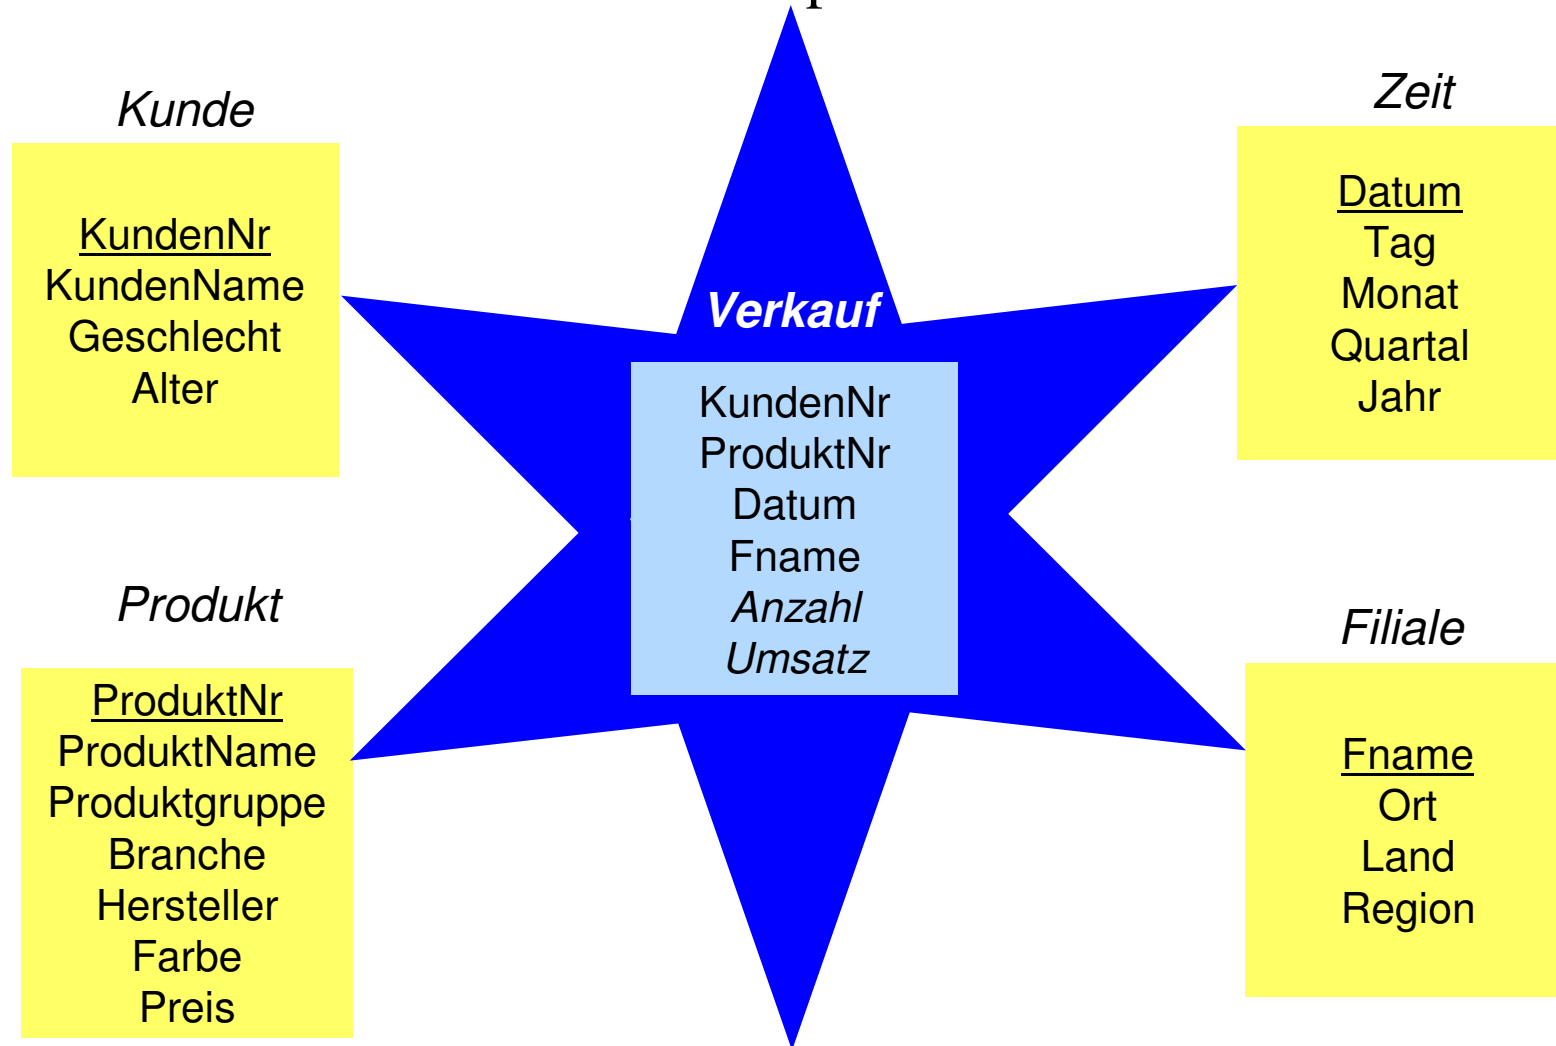 Kunde
KundenNr
KundenName
Geschlecht
Alter
Zeit
Datum
Tag
Monat
Quartal
Jahr
Verkauf
KundenNr
ProduktNr
Datum
Fname
Anzahl
Umsatz
Produkt
ProduktNr
ProduktName
Produktgruppe
Branche
Hersteller
Farbe
Preis
Filiale
Fname
Ort
Land
Region